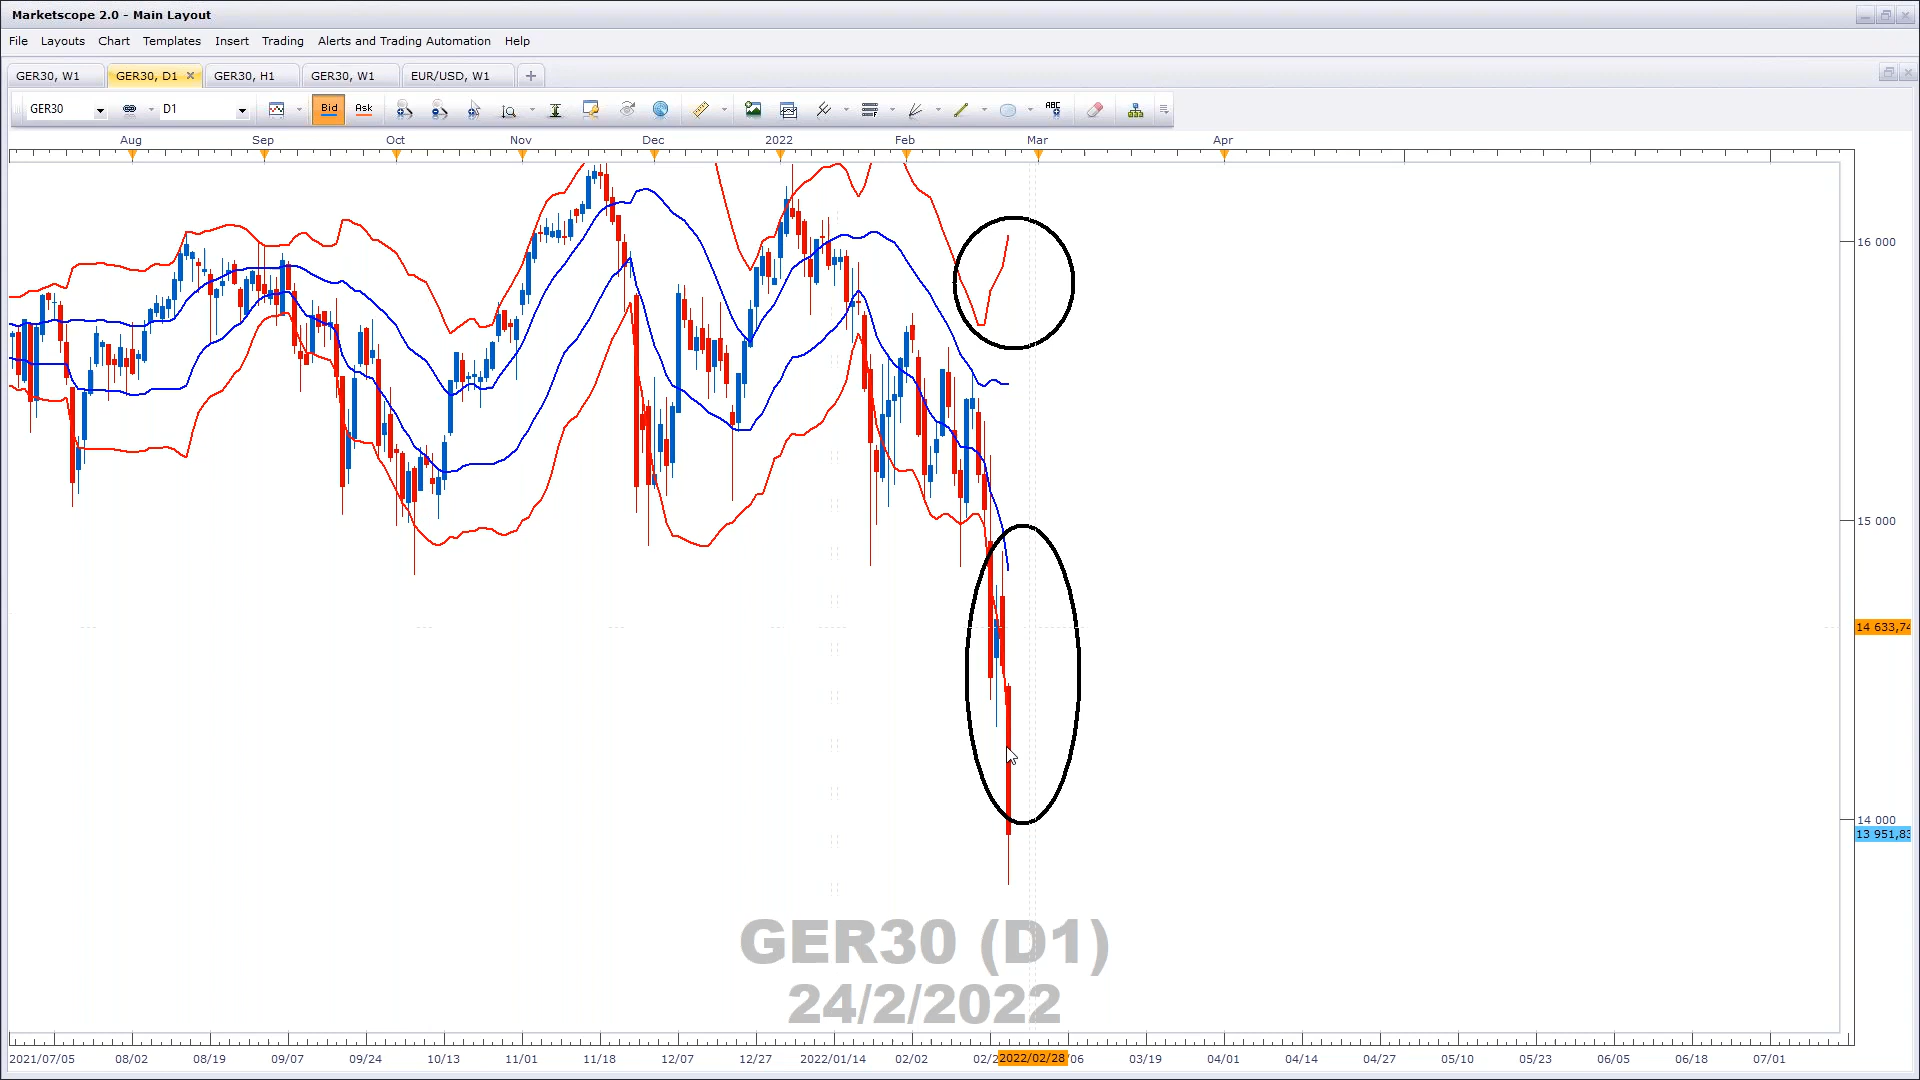 Marketscope 2.0 - Main Layout
File Layouts Chart Templates Insert Trading Alerts and Trading Automation Help
GER30, W1 GER30, D1 GER30, H1 GER30, W1 EUR/USD, W1
GER30 D1 Bid Ask ABC
Aug Sep Oct Nov Dec 2022 Feb Mar Apr
16 000
15 000
14 633,74
14 000
13 951,83
GER30 (D1)
24/2/2022
2021/07/05 08/02 08/19 09/07 09/24 10/13 11/01 11/18 12/07 12/27 2022/01/14 02/02 02/2 2022/02/28 '06 03/19 04/01 04/14 04/27 05/10 05/23 06/05 06/18 07/01